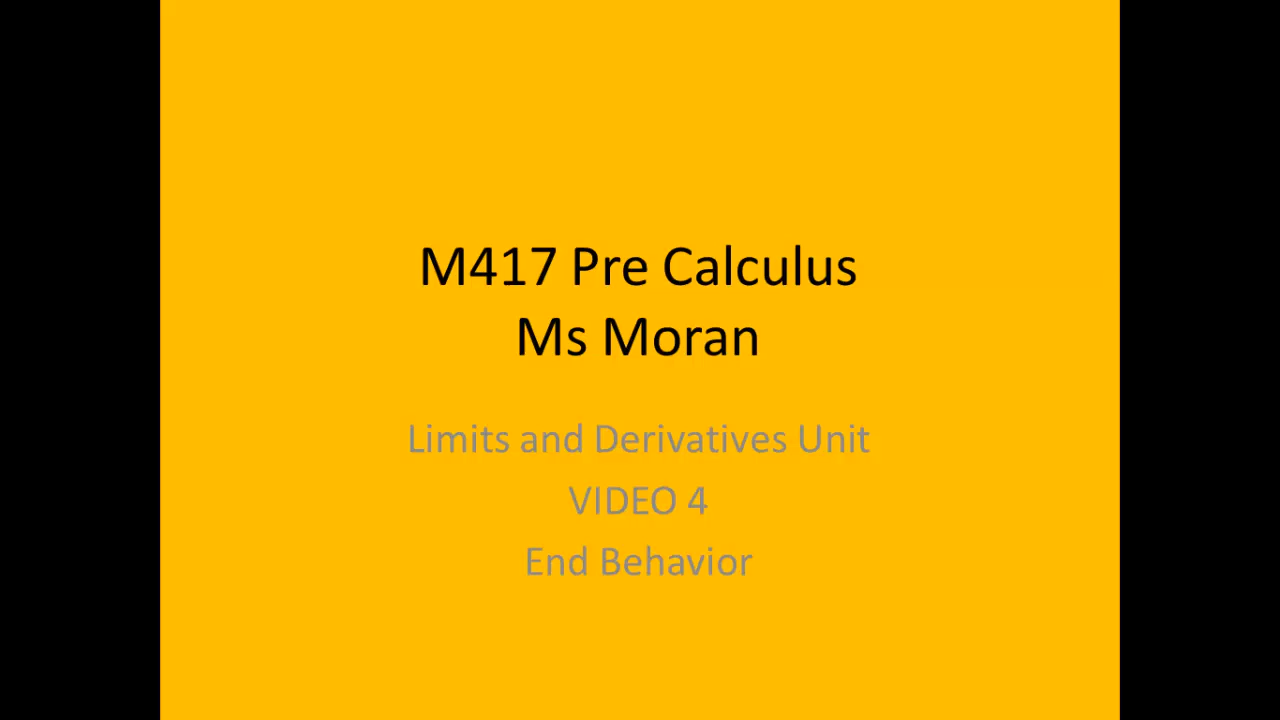 M417 Pre Calculus
Ms Moran
Limits and Derivatives Unit
VIDEO 4
End Behavior